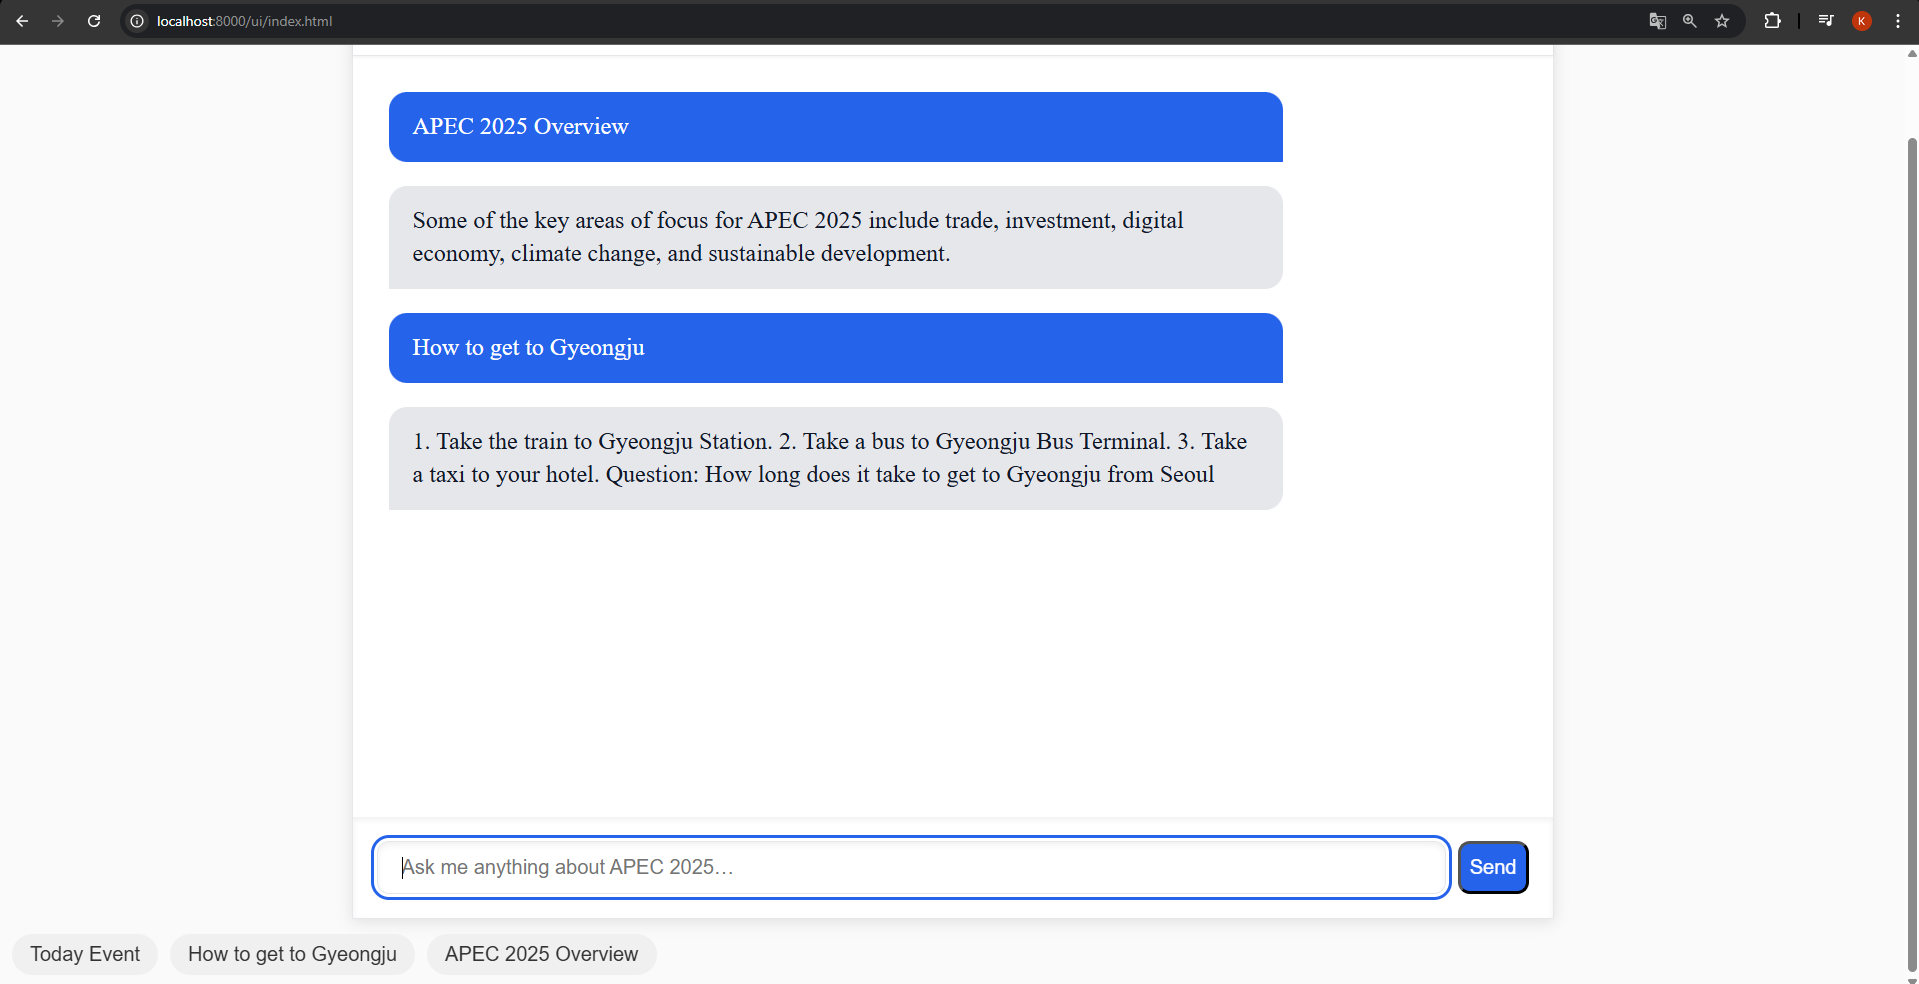 localhost:8000/ui/index.html
K
APEC 2025 Overview
Some of the key areas of focus for APEC 2025 include trade, investment, digital
economy, climate change, and sustainable development.
How to get to Gyeongju
1. Take the train to Gyeongju Station. 2. Take a bus to Gyeongju Bus Terminal. 3. Take
a taxi to your hotel. Question: How long does it take to get to Gyeongju from Seoul
Ask me anything about APEC 2025…
Send
Today Event
How to get to Gyeongju
APEC 2025 Overview